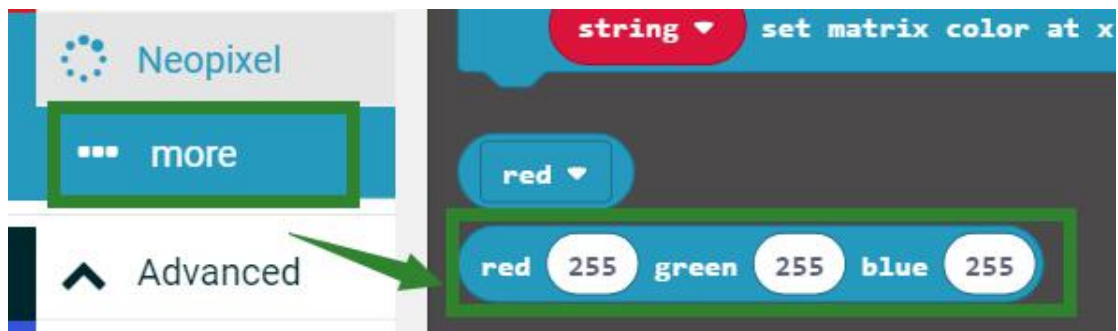 Neopixel
more
Advanced
string set matrix color at x
red
red 255 green 255 blue 255